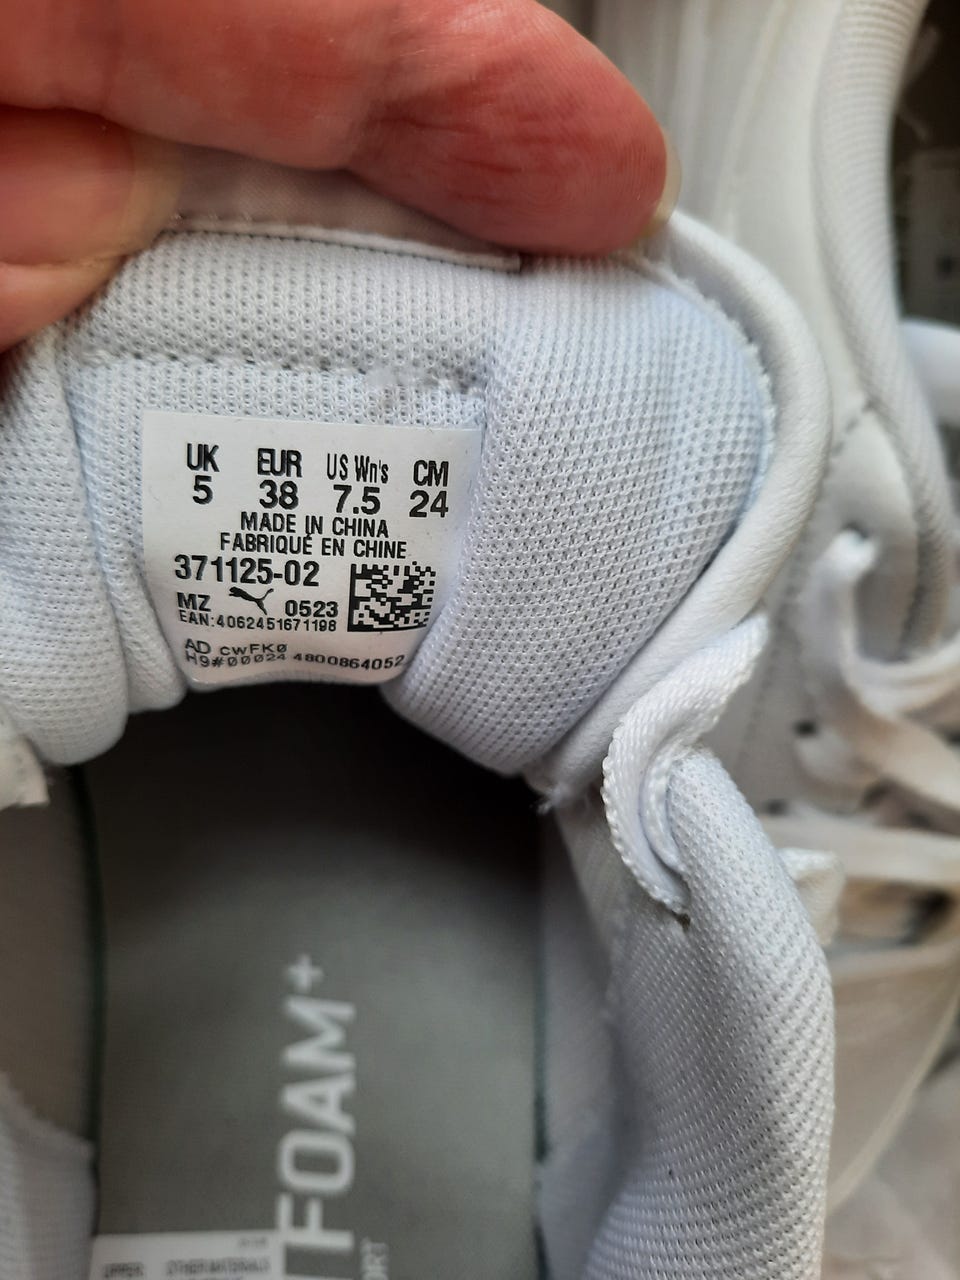 UK EUR US Wn's CM
5 38 7.5 24
MADE IN CHINA
FABRIQUÉ EN CHINE
371125-02
MZ 0523
EAN:4062451671198
AD cwFK0
H9#00024 4800864052
FOAM+
UPPER